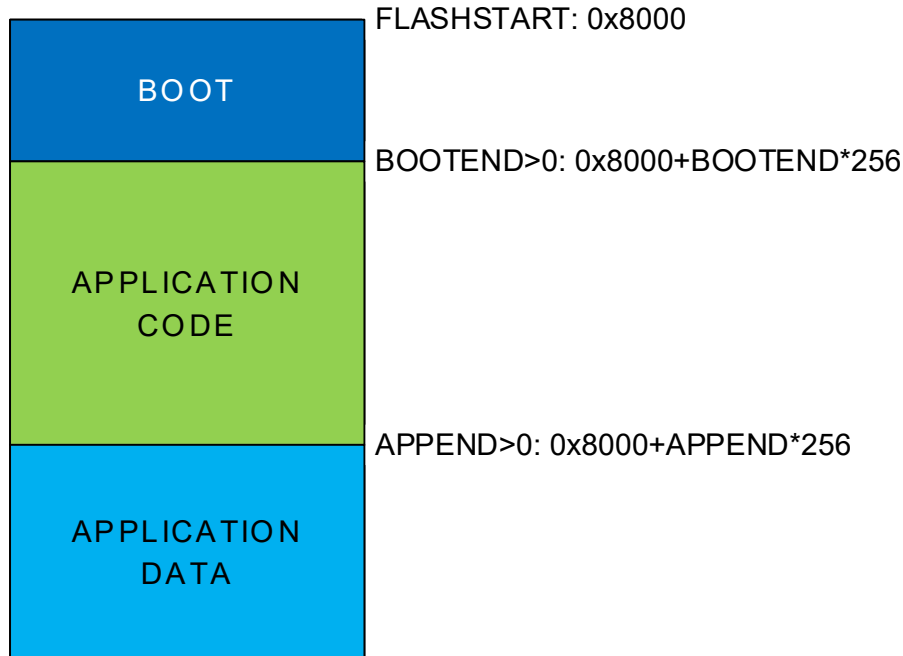 FLASHSTART: 0x8000
BOOT
BOOTEND>0: 0x8000+BOOTEND*256
APPLICATION
CODE
APPEND>0: 0x8000+APPEND*256
APPLICATION
DATA